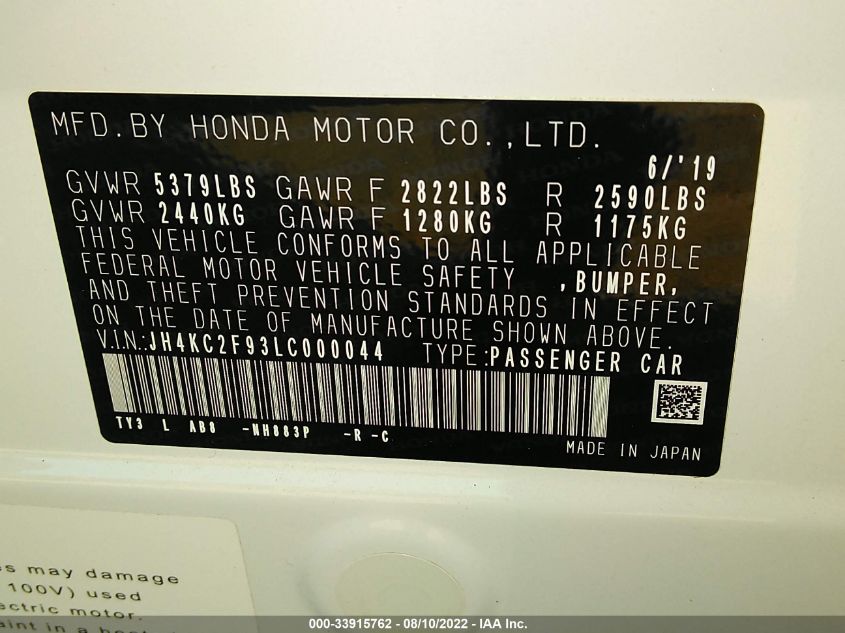 MFD.BY HONDA MOTOR CO.,LTD.
6/'19
GVWR 5379LBS GAWR F 2822LBS R 2590LBS
GVWR 2440KG GAWR F 1280KG R 1175KG
THIS VEHICLE CONFORMS TO ALL APPLICABLE
FEDERAL MOTOR VEHICLE SAFETY ,BUMPER,
AND THEFT PREVENTION STANDARDS IN EFFECT
ON THE DATE OF MANUFACTURE SHOWN ABOVE.
V.I.N.:JH4KC2F93LC000044 TYPE:PASSENGER CAR
TY3 L AB8 -NH883P -R -C
MADE IN JAPAN
es may damage
100V) used
ectric motor.
in a
000-33915762 - 08/10/2022 - IAA Inc.